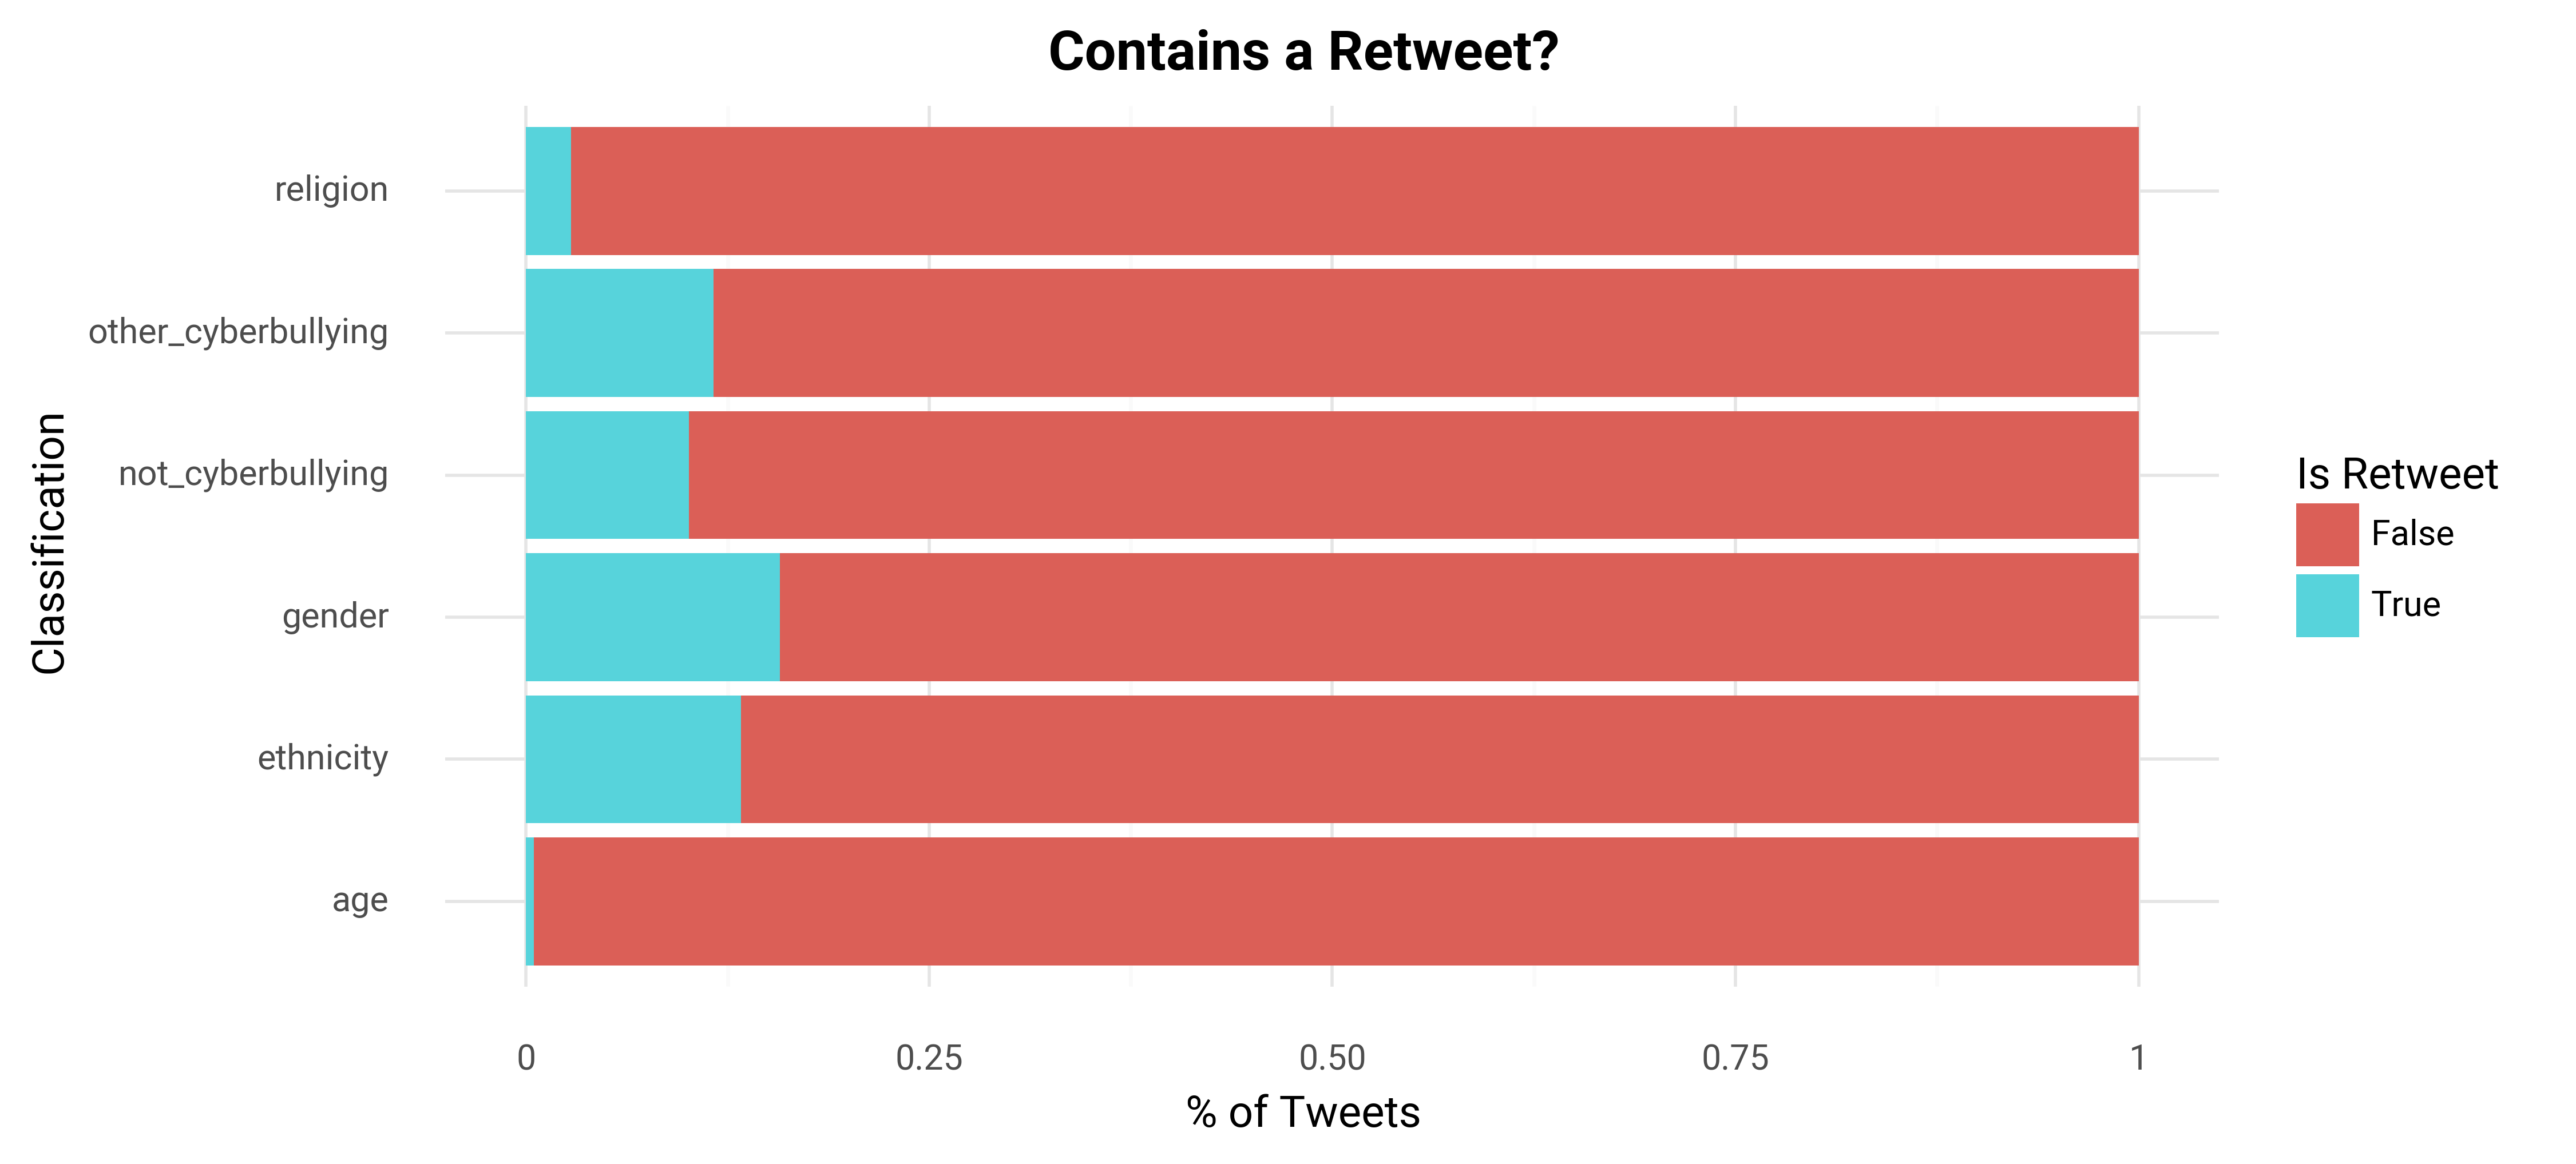 Contains a Retweet?
Classification
religion
other_cyberbullying
not_cyberbullying
gender
ethnicity
age
0 0.25 0.50 0.75 1
% of Tweets
Is Retweet
False
True